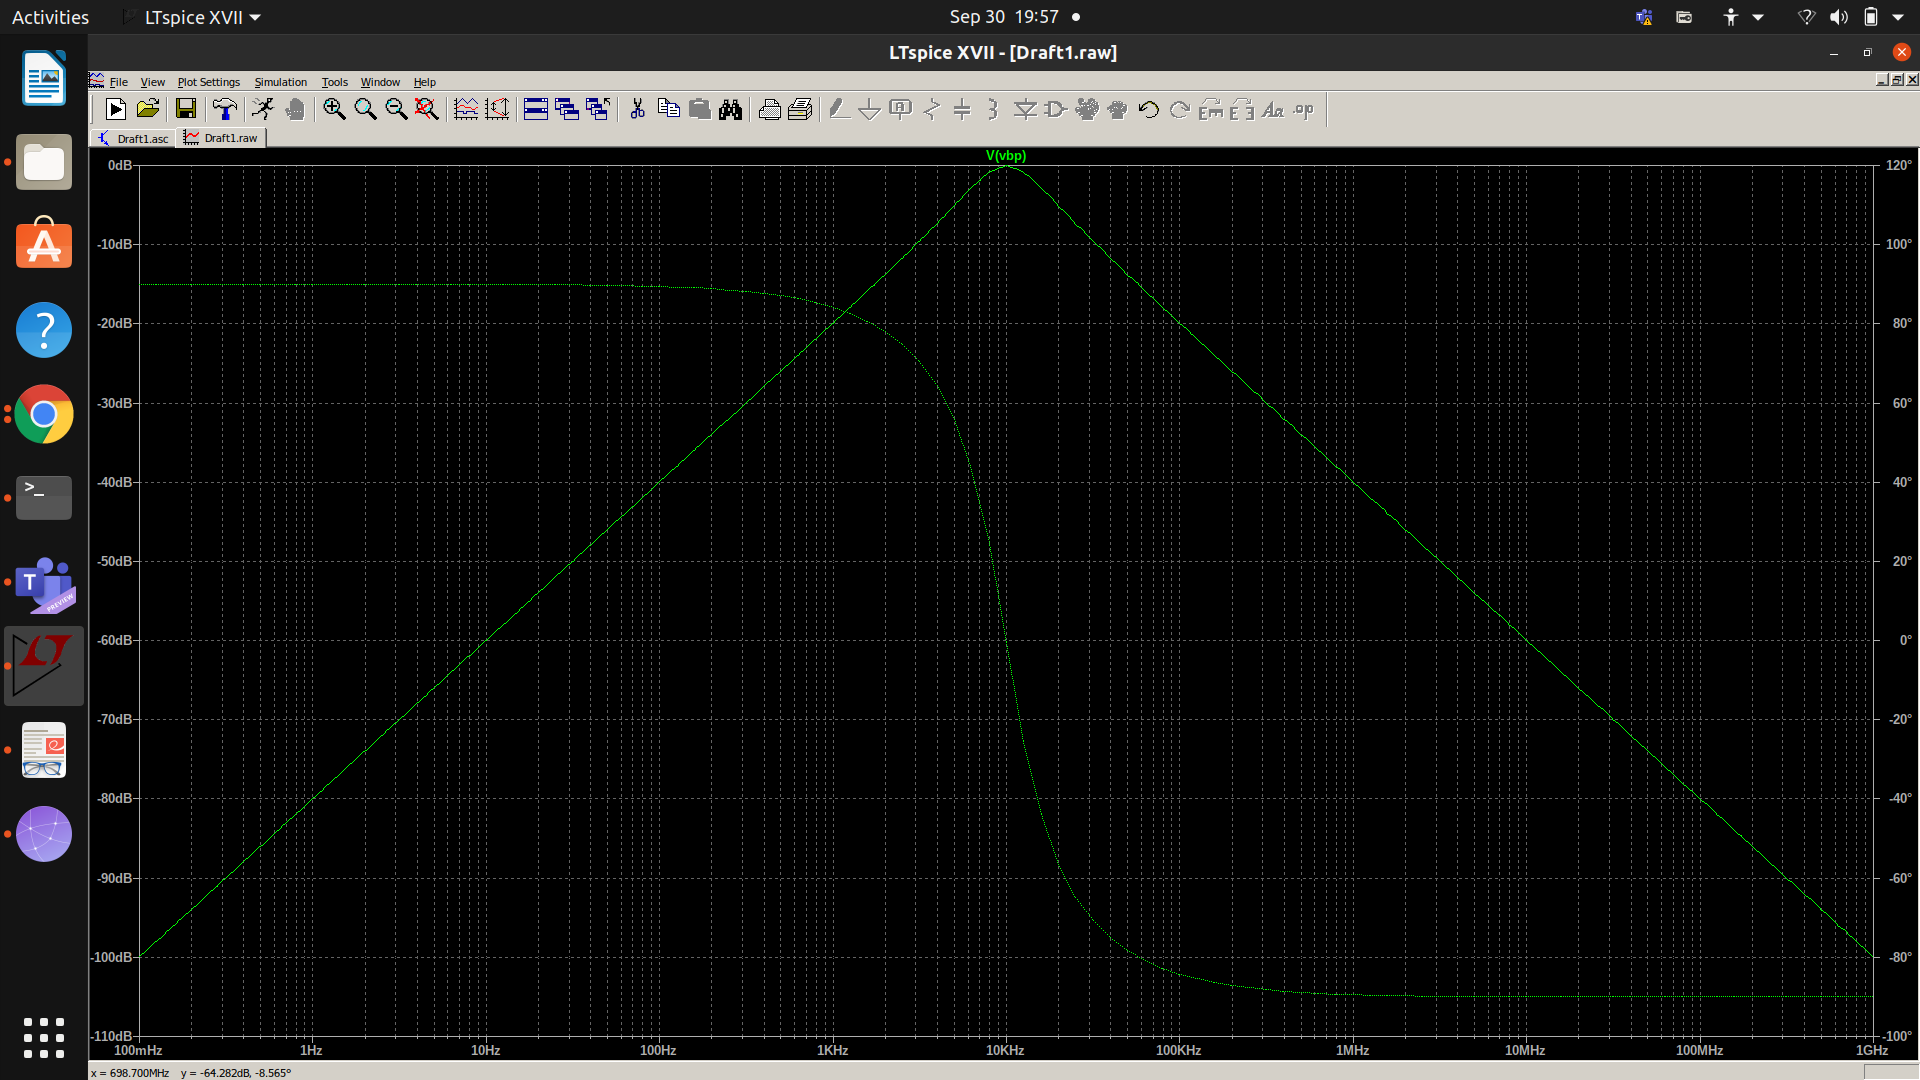 Activities LTspice XVII Sep 30 19:57
LTspice XVII - [Draft1.raw]
File View Plot Settings Simulation Tools Window Help
Draft1.asc Draft1.raw
V(vbp)
0dB 120°
-10dB 100°
-20dB 80°
-30dB 60°
-40dB 40°
-50dB 20°
-60dB 0°
-70dB -20°
-80dB -40°
-90dB -60°
-100dB -80°
-110dB -100°
100mHz 1Hz 10Hz 100Hz 1KHz 10KHz 100KHz 1MHz 10MHz 100MHz 1GHz
x = 698.700MHz y = -64.282dB, -8.565°
T
PREVIEW